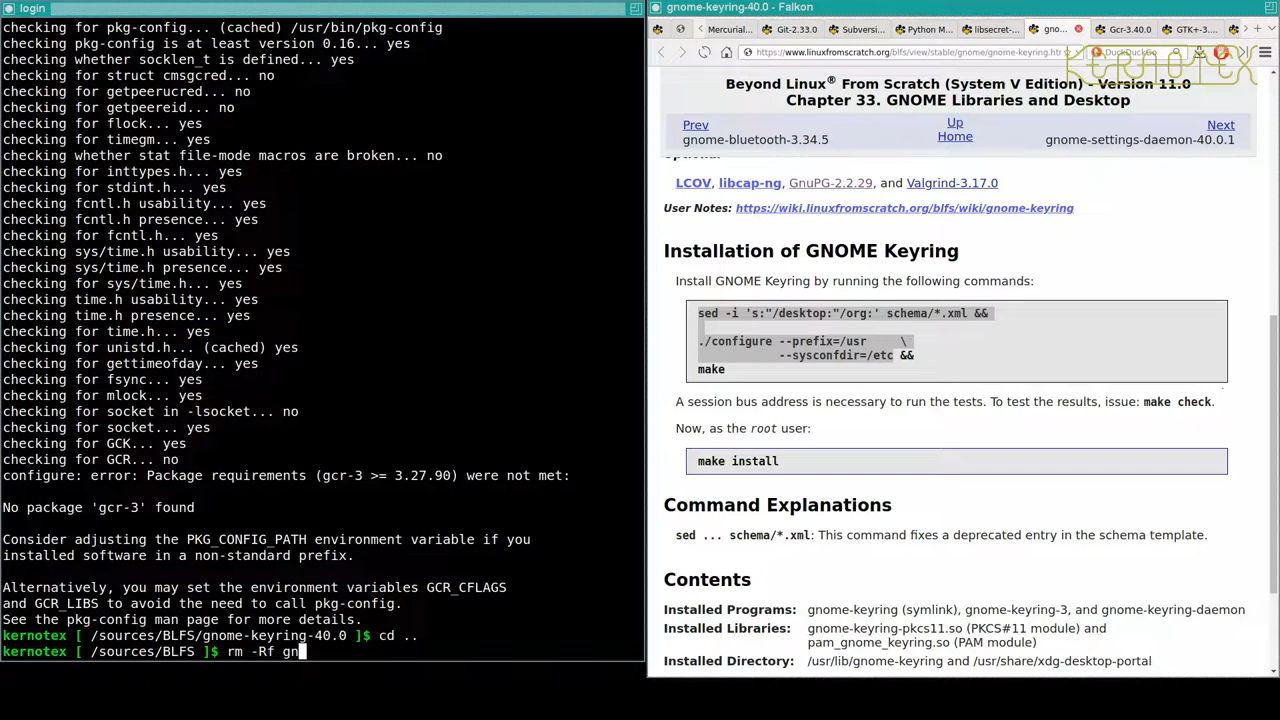 login
checking for pkg-config... (cached) /usr/bin/pkg-config
checking pkg-config is at least version 0.16... yes
checking whether socklen_t is defined... yes
checking for struct cmsgcred... no
checking for getpeerucred... no
checking for getpeereid... no
checking for flock... yes
checking for timegm... yes
checking whether stat file-mode macros are broken... no
checking for inttypes.h... yes
checking for stdint.h... yes
checking fcntl.h usability... yes
checking fcntl.h presence... yes
checking for fcntl.h... yes
checking sys/time.h usability... yes
checking sys/time.h presence... yes
checking for sys/time.h... yes
checking time.h usability... yes
checking time.h presence... yes
checking for time.h... yes
checking for unistd.h... (cached) yes
checking for gettimeofday... yes
checking for fsync... yes
checking for mlock... yes
checking for socket in -lsocket... no
checking for socket... yes
checking for GCK... yes
checking for GCR... no
configure: error: Package requirements (gcr-3 >= 3.27.90) were not met:
No package 'gcr-3' found
Consider adjusting the PKG_CONFIG_PATH environment variable if you
installed software in a non-standard prefix.
Alternatively, you may set the environment variables GCR_CFLAGS
and GCR_LIBS to avoid the need to call pkg-config.
See the pkg-config man page for more details.
kernotex [ /sources/BLFS/gnome-keyring-40.0 ]$ cd ..
kernotex [ /sources/BLFS ]$ rm -Rf gn
gnome-keyring-40.0 - Falkon
Mercurial... Git-2.33.0 Subversi... Python M... libsecret-... gno... Gcr-3.40.0 GTK+-3....
https://www.linuxfromscratch.org/blfs/view/stable/gnome/gnome-keyring.htm DuckDuckGo
KERNOTEX
Beyond Linux® From Scratch (System V Edition) - Version 11.0
Chapter 33. GNOME Libraries and Desktop
Prev Up Next
gnome-bluetooth-3.34.5 Home gnome-settings-daemon-40.0.1
Optional
LCOV, libcap-ng, GnuPG-2.2.29, and Valgrind-3.17.0
User Notes: https://wiki.linuxfromscratch.org/blfs/wiki/gnome-keyring
Installation of GNOME Keyring
Install GNOME Keyring by running the following commands:
sed -i 's:"/desktop:"/org:' schema/*.xml &&
./configure --prefix=/usr \
--sysconfdir=/etc &&
make
A session bus address is necessary to run the tests. To test the results, issue: make check.
Now, as the root user:
make install
Command Explanations
sed ... schema/*.xml: This command fixes a deprecated entry in the schema template.
Contents
Installed Programs: gnome-keyring (symlink), gnome-keyring-3, and gnome-keyring-daemon
Installed Libraries: gnome-keyring-pkcs11.so (PKCS#11 module) and
pam_gnome_keyring.so (PAM module)
Installed Directory: /usr/lib/gnome-keyring and /usr/share/xdg-desktop-portal